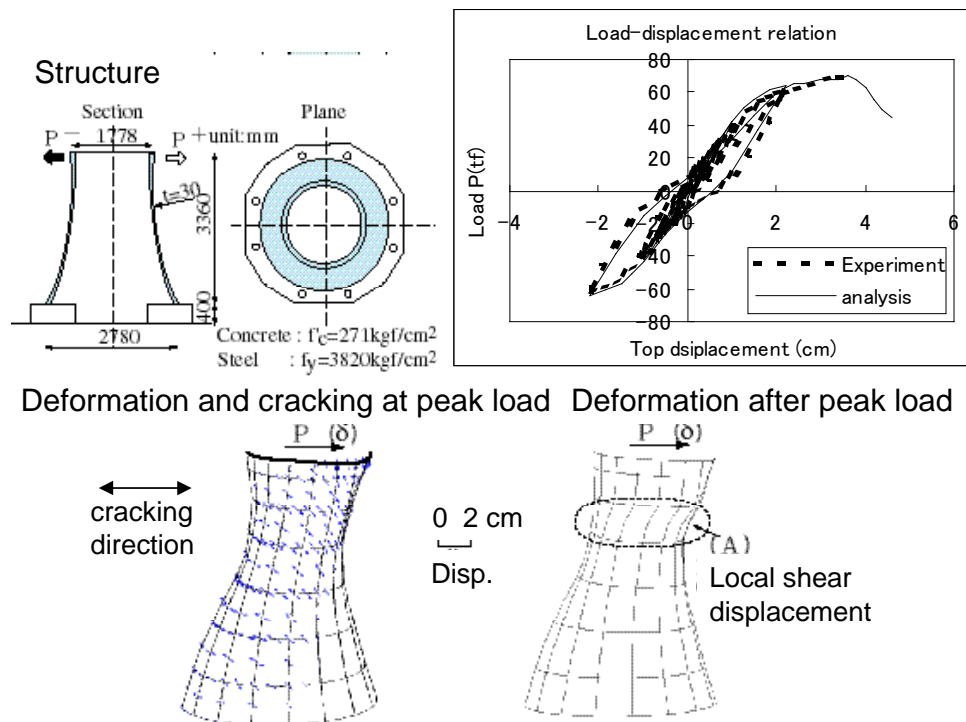 Structure
Section
Plane
P − 1778 P + unit:mm
t=30
3360
400
2780
Concrete : f'c=271kgf/cm2
Steel : fy=3820kgf/cm2
Load-displacement relation
80
60
40
20
0
−20
−40
−60
−80
−4 −2 0 2 4 6
Load P(tf)
Experiment
analysis
Top dsiplacement (cm)
Deformation and cracking at peak load
Deformation after peak load
P (δ)
P (δ)
cracking
direction
0 2 cm
Disp.
(A)
Local shear
displacement